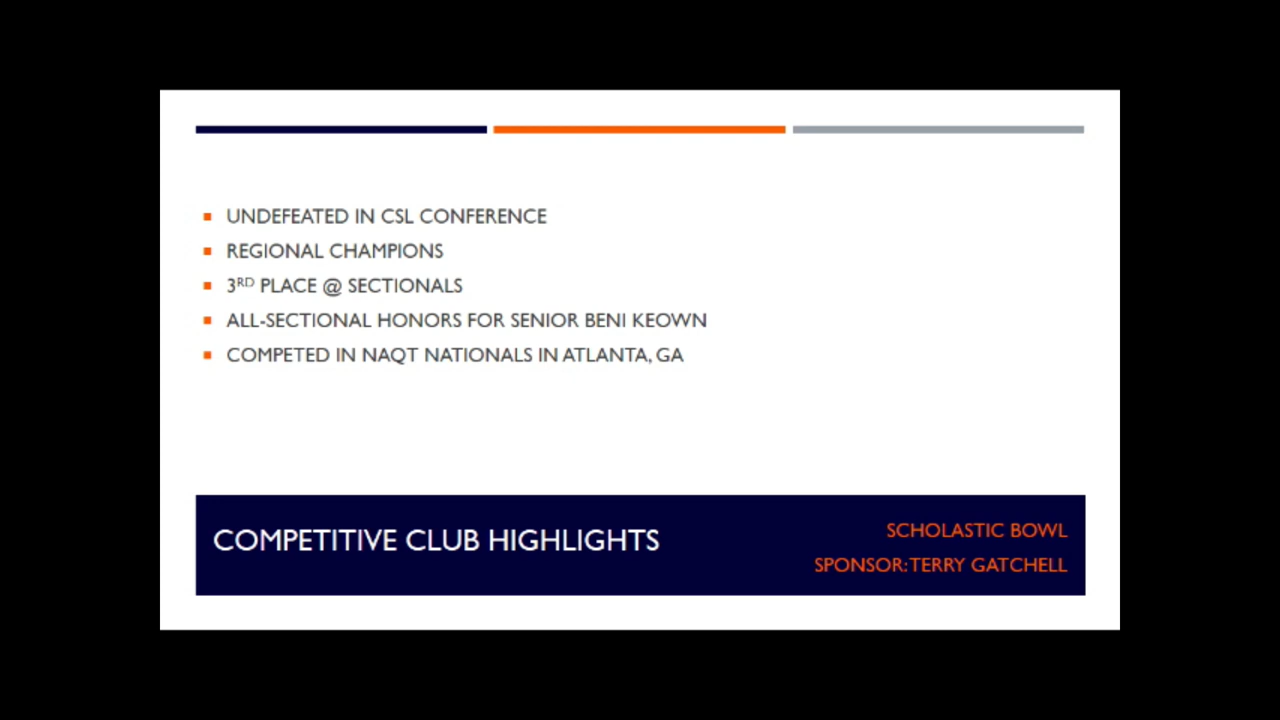 UNDEFEATED IN CSL CONFERENCE
REGIONAL CHAMPIONS
3RD PLACE @ SECTIONALS
ALL-SECTIONAL HONORS FOR SENIOR BENI KEOWN
COMPETED IN NAQT NATIONALS IN ATLANTA, GA
COMPETITIVE CLUB HIGHLIGHTS
SCHOLASTIC BOWL
SPONSOR: TERRY GATCHELL